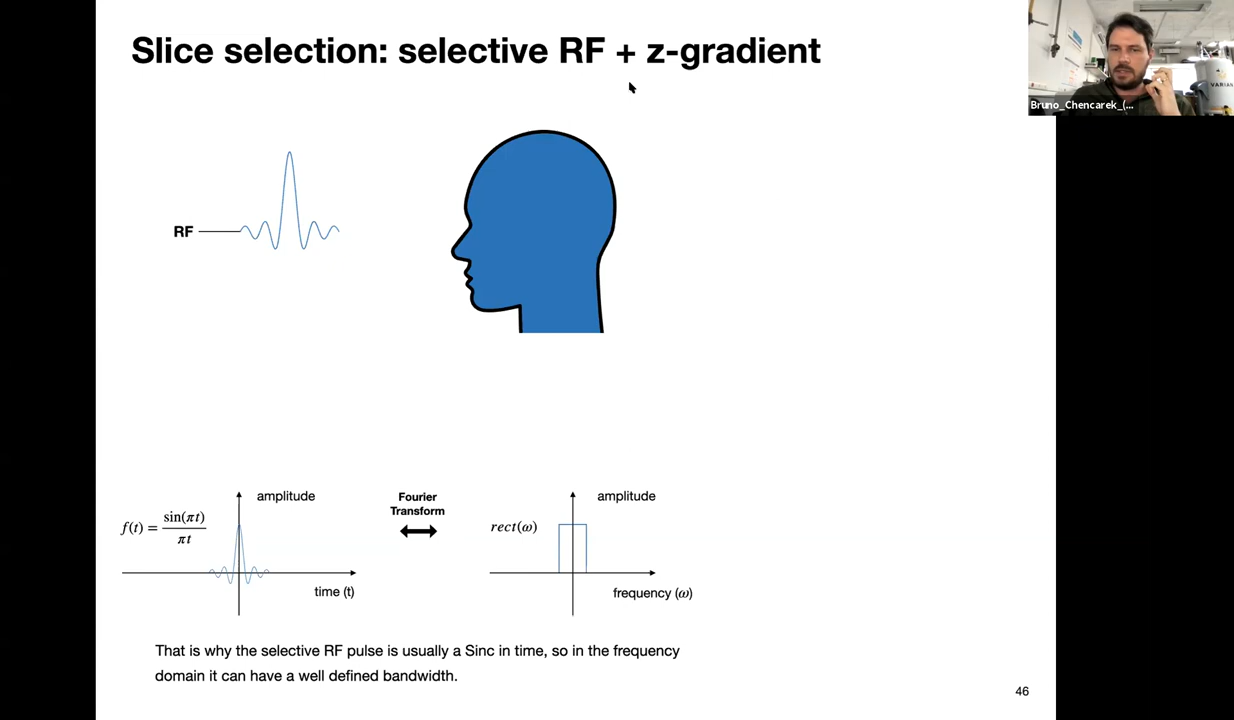 Slice selection: selective RF + z-gradient
VARIAN
Bruno_Chencarek_(...
RF
amplitude
Fourier
Transform
amplitude
f(t) = sin(πt) / πt
rect(ω)
time (t)
frequency (ω)
That is why the selective RF pulse is usually a Sinc in time, so in the frequency
domain it can have a well defined bandwidth.
46